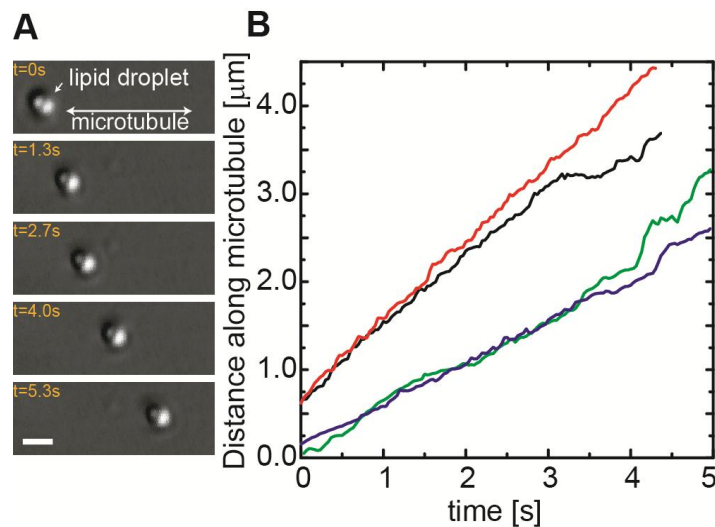 A
t=0s
lipid droplet
microtubule
t=1.3s
t=2.7s
t=4.0s
t=5.3s
B
Distance along microtubule [μm]
4.0
3.0
2.0
1.0
0.0
0 1 2 3 4 5
time [s]